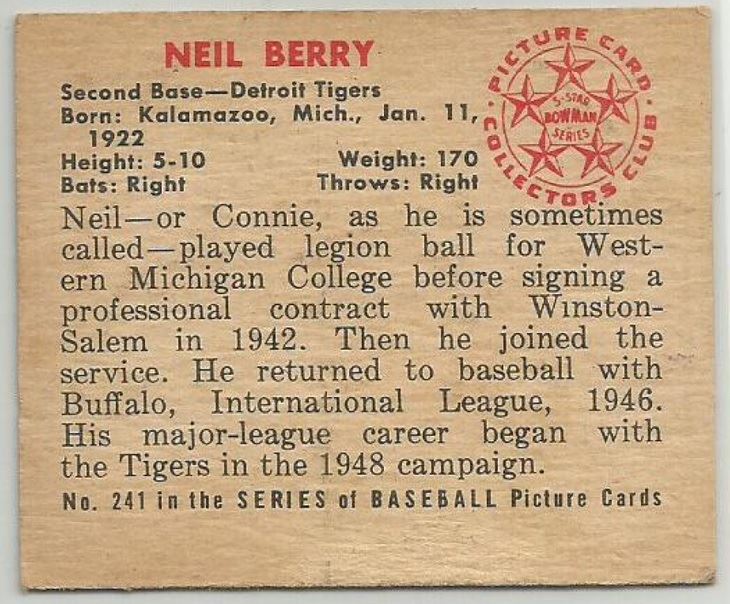 NEIL BERRY
Second Base—Detroit Tigers
Born: Kalamazoo, Mich., Jan. 11,
1922
Height: 5-10 Weight: 170
Bats: Right Throws: Right
PICTURE CARD
COLLECTORS CLUB
5-STAR
BOWMAN
SERIES
Neil—or Connie, as he is sometimes
called—played legion ball for West-
ern Michigan College before signing a
professional contract with Winston-
Salem in 1942. Then he joined the
service. He returned to baseball with
Buffalo, International League, 1946.
His major-league career began with
the Tigers in the 1948 campaign.
No. 241 in the SERIES of BASEBALL Picture Cards